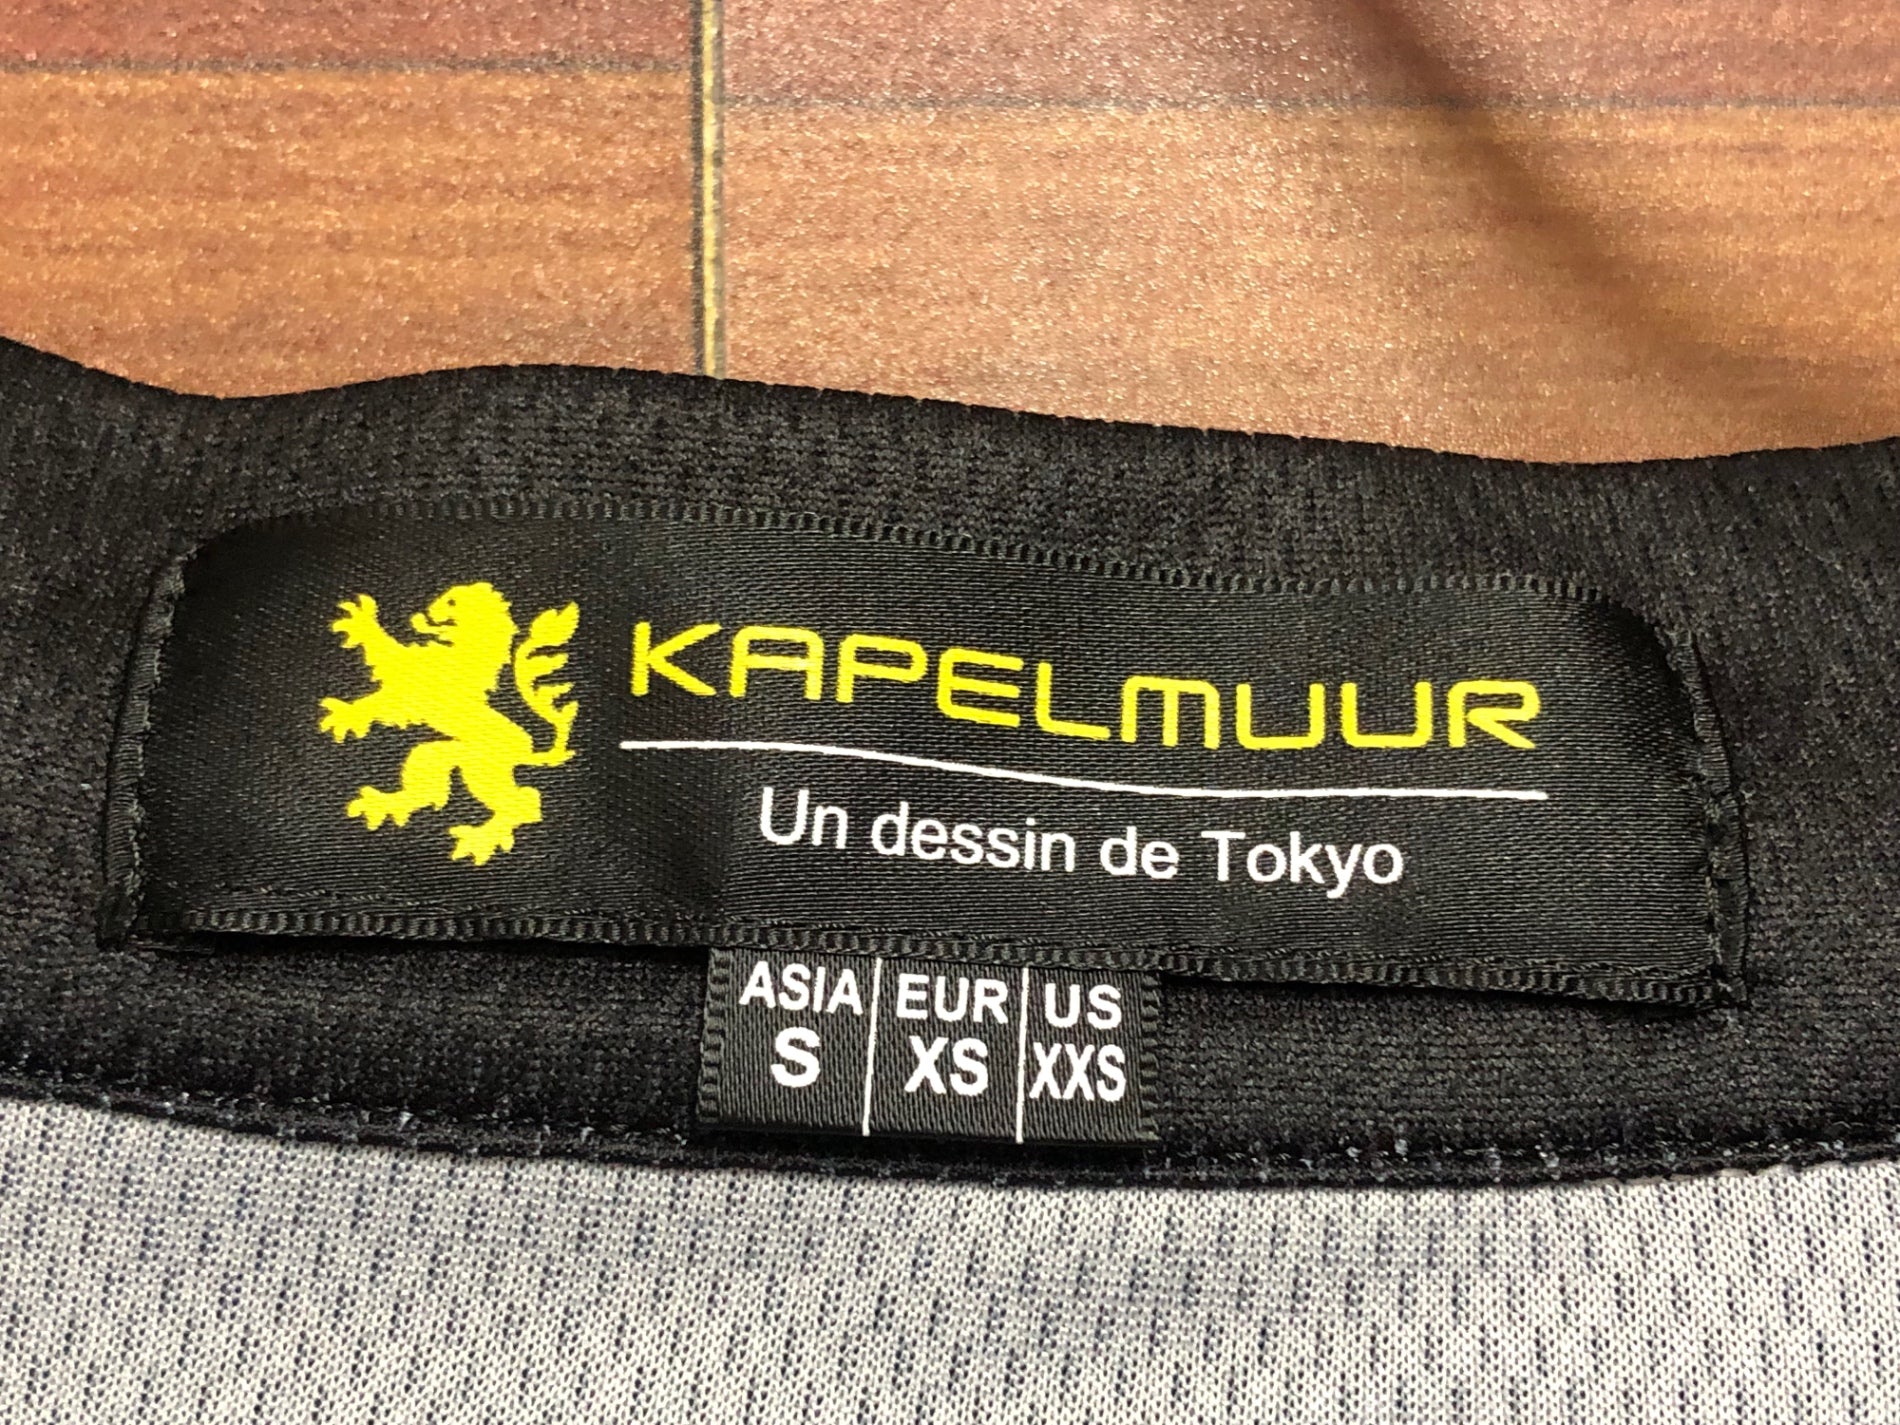 KAPELMUUR
Un dessin de Tokyo
ASIA EUR US
S XS XXS